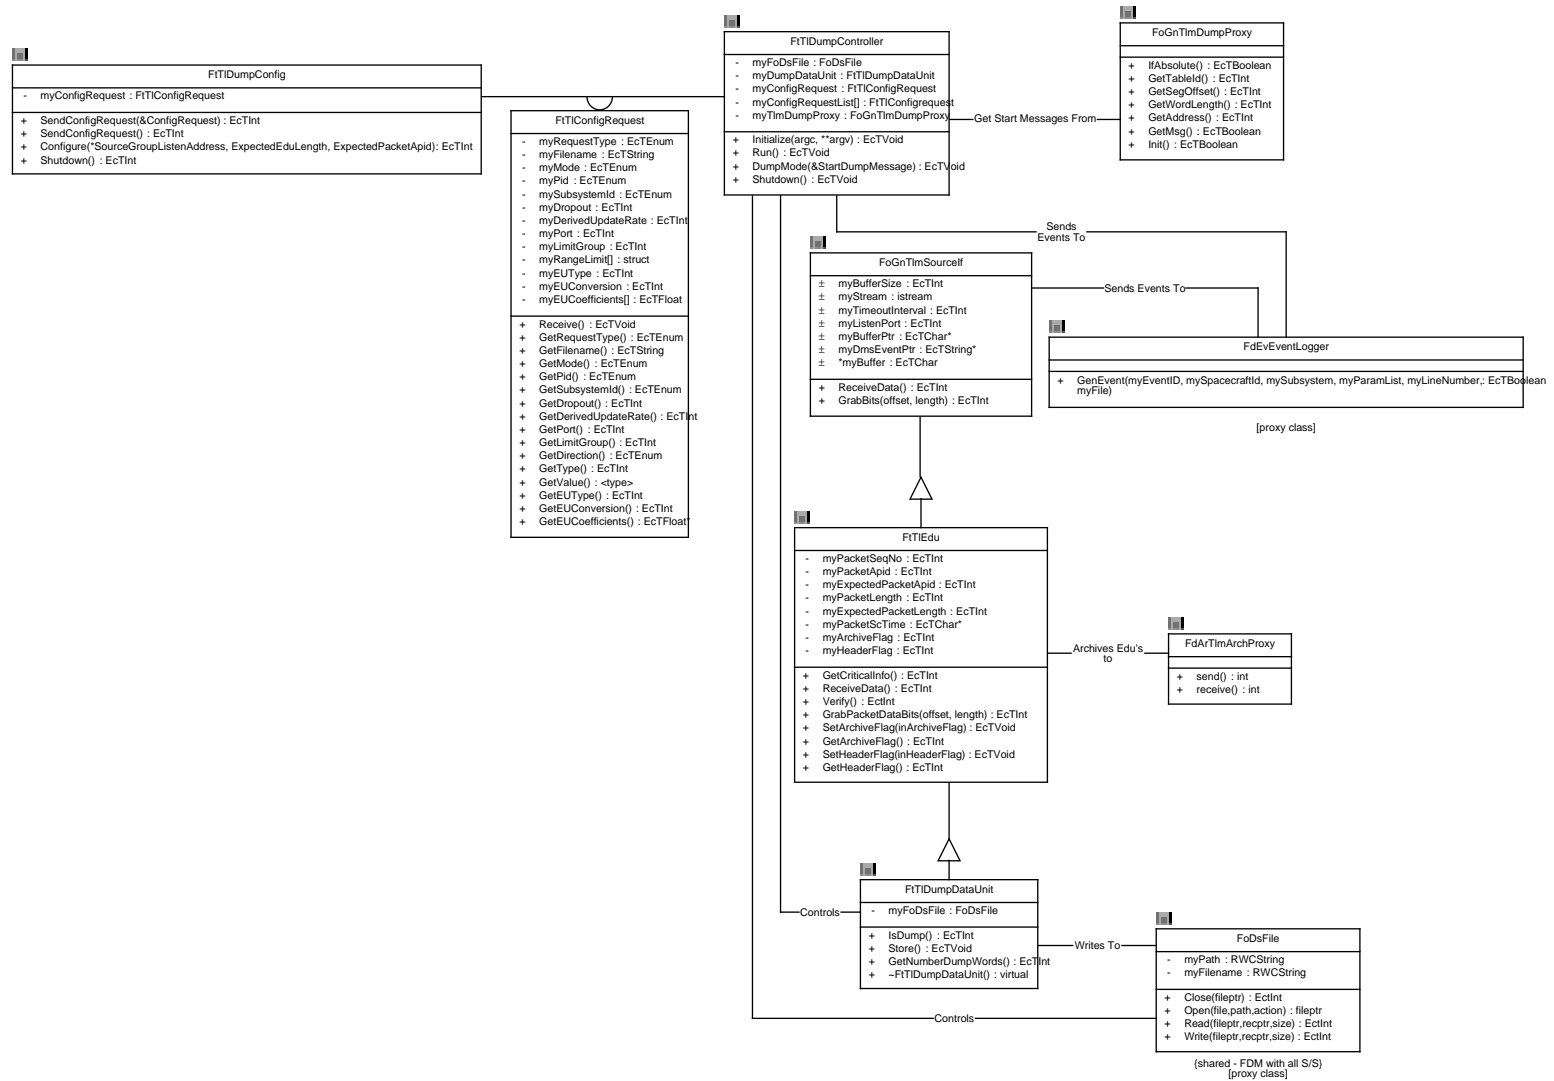 FtTlDumpConfig
- myConfigRequest : FtTlConfigRequest
+ SendConfigRequest(&ConfigRequest) : EcTInt
+ SendConfigRequest() : EcTInt
+ Configure(*SourceGroupListenAddress, ExpectedEduLength, ExpectedPacketApid): EcTInt
+ Shutdown() : EcTInt
FtTlDumpController
- myFoDsFile : FoDsFile
- myDumpDataUnit : FtTlDumpDataUnit
- myConfigRequest : FtTlConfigRequest
- myConfigRequestList[] : FtTlConfigrequest
- myTlmDumpProxy : FoGnTlmDumpProxy
+ Initialize(argc, **argv) : EcTVoid
+ Run() : EcTVoid
+ DumpMode(&StartDumpMessage) : EcTVoid
+ Shutdown() : EcTVoid
Get Start Messages From
FoGnTlmDumpProxy
+ IfAbsolute() : EcTBoolean
+ GetTableId() : EcTInt
+ GetSegOffset() : EcTInt
+ GetWordLength() : EcTInt
+ GetAddress() : EcTInt
+ GetMsg() : EcTBoolean
+ Init() : EcTBoolean
FtTlConfigRequest
- myRequestType : EcTEnum
- myFilename : EcTString
- myMode : EcTEnum
- myPid : EcTEnum
- mySubsystemId : EcTEnum
- myDropout : EcTInt
- myDerivedUpdateRate : EcTInt
- myPort : EcTInt
- myLimitGroup : EcTInt
- myRangeLimit[] : struct
- myEUType : EcTInt
- myEUConversion : EcTInt
- myEUCoefficients[] : EcTFloat
+ Receive() : EcTVoid
+ GetRequestType() : EcTEnum
+ GetFilename() : EcTString
+ GetMode() : EcTEnum
+ GetPid() : EcTEnum
+ GetSubsystemId() : EcTEnum
+ GetDropout() : EcTInt
+ GetDerivedUpdateRate() : EcTInt
+ GetPort() : EcTInt
+ GetLimitGroup() : EcTInt
+ GetDirection() : EcTEnum
+ GetType() : EcTInt
+ GetValue() : <type>
+ GetEUType() : EcTInt
+ GetEUConversion() : EcTInt
+ GetEUCoefficients() : EcTFloat*
Sends
Events To
FoGnTlmSourceIf
± myBufferSize : EcTInt
± myStream : istream
± myTimeoutInterval : EcTInt
± myListenPort : EcTInt
± myBufferPtr : EcTChar*
± myDmsEventPtr : EcTString*
± *myBuffer : EcTChar
+ ReceiveData() : EcTInt
+ GrabBits(offset, length) : EcTInt
Sends Events To
FdEvEventLogger
+ GenEvent(myEventID, mySpacecraftId, mySubsystem, myParamList, myLineNumber,: EcTBoolean
myFile)
[proxy class]
FtTlEdu
- myPacketSeqNo : EcTInt
- myPacketApid : EcTInt
- myExpectedPacketApid : EcTInt
- myPacketLength : EcTInt
- myExpectedPacketLength : EcTInt
- myPacketScTime : EcTChar*
- myArchiveFlag : EcTInt
- myHeaderFlag : EcTInt
+ GetCriticalInfo() : EcTInt
+ ReceiveData() : EcTInt
+ Verify() : EctInt
+ GrabPacketDataBits(offset, length) : EcTInt
+ SetArchiveFlag(inArchiveFlag) : EcTVoid
+ GetArchiveFlag() : EcTInt
+ SetHeaderFlag(inHeaderFlag) : EcTVoid
+ GetHeaderFlag() : EcTInt
Archives Edu's
to
FdArTlmArchProxy
+ send() : int
+ receive() : int
Controls
FtTlDumpDataUnit
- myFoDsFile : FoDsFile
+ IsDump() : EcTInt
+ Store() : EcTVoid
+ GetNumberDumpWords() : EcTInt
+ ~FtTlDumpDataUnit() : virtual
Writes To
FoDsFile
- myPath : RWCString
- myFilename : RWCString
+ Close(fileptr) : EctInt
+ Open(file,path,action) : fileptr
+ Read(fileptr,recptr,size) : EctInt
+ Write(fileptr,recptr,size) : EctInt
Controls
{shared - FDM with all S/S}
[proxy class]